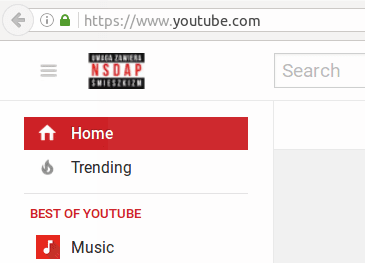 https://www.youtube.com
UWAGA ZAWIERA
NSDAP
ŚMIESZKIZM
Search
Home
Trending
BEST OF YOUTUBE
Music